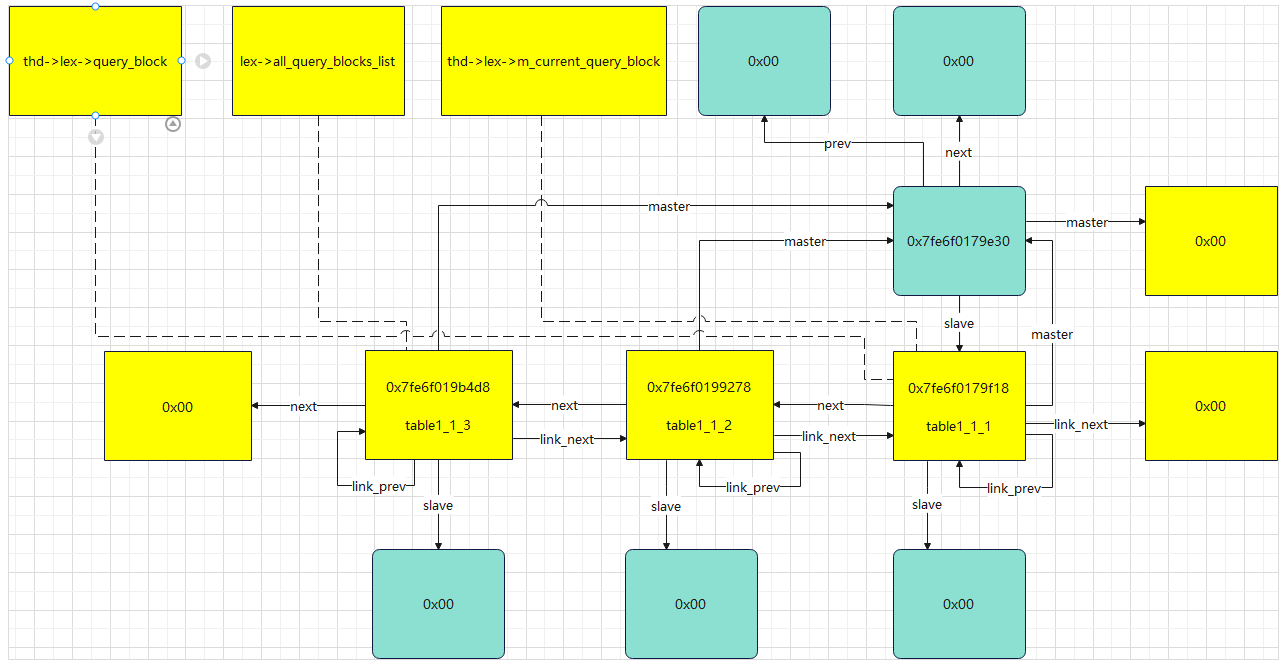 thd->lex->query_block
lex->all_query_blocks_list
thd->lex->m_current_query_block
0x00
0x00
prev
next
master
master
0x7fe6f0179e30
master
0x00
slave
master
0x00
next
0x7fe6f019b4d8
table1_1_3
next
link_next
0x7fe6f0199278
table1_1_2
next
link_next
0x7fe6f0179f18
table1_1_1
link_next
0x00
link_prev
link_prev
link_prev
slave
slave
slave
0x00
0x00
0x00